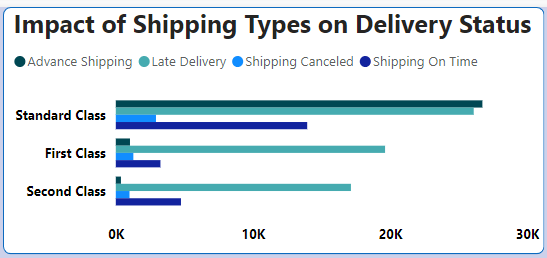 Impact of Shipping Types on Delivery Status
Advance Shipping Late Delivery Shipping Canceled Shipping On Time
Standard Class
First Class
Second Class
0K 10K 20K 30K